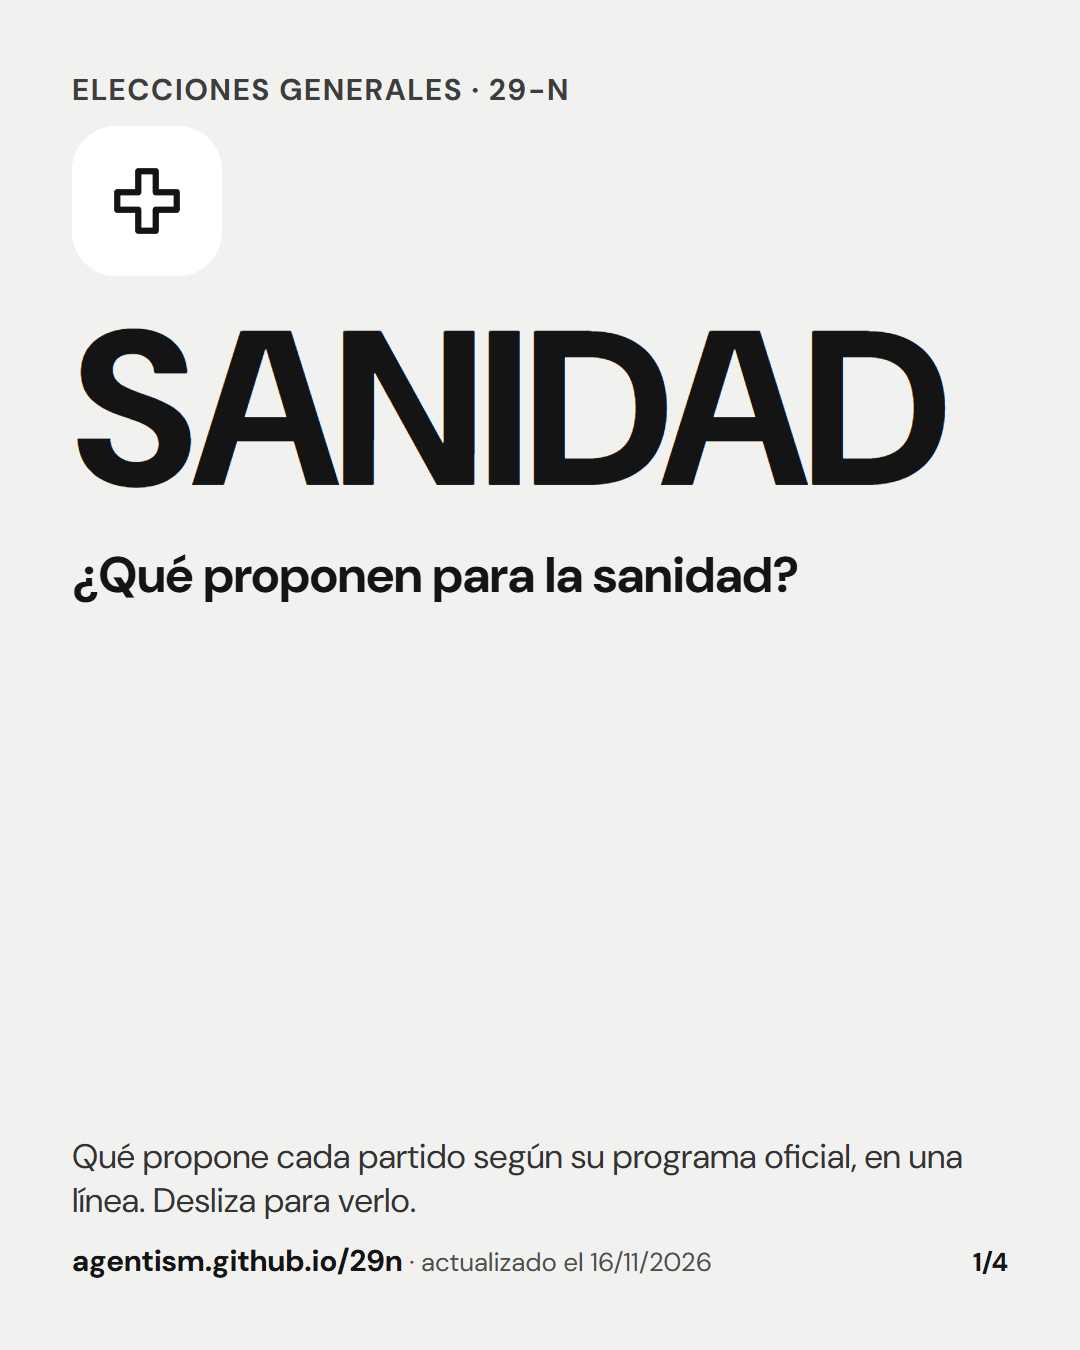 ELECCIONES GENERALES · 29-N
SANIDAD
¿Qué proponen para la sanidad?
Qué propone cada partido según su programa oficial, en una
línea. Desliza para verlo.
agentism.github.io/29n · actualizado el 16/11/2026
1/4